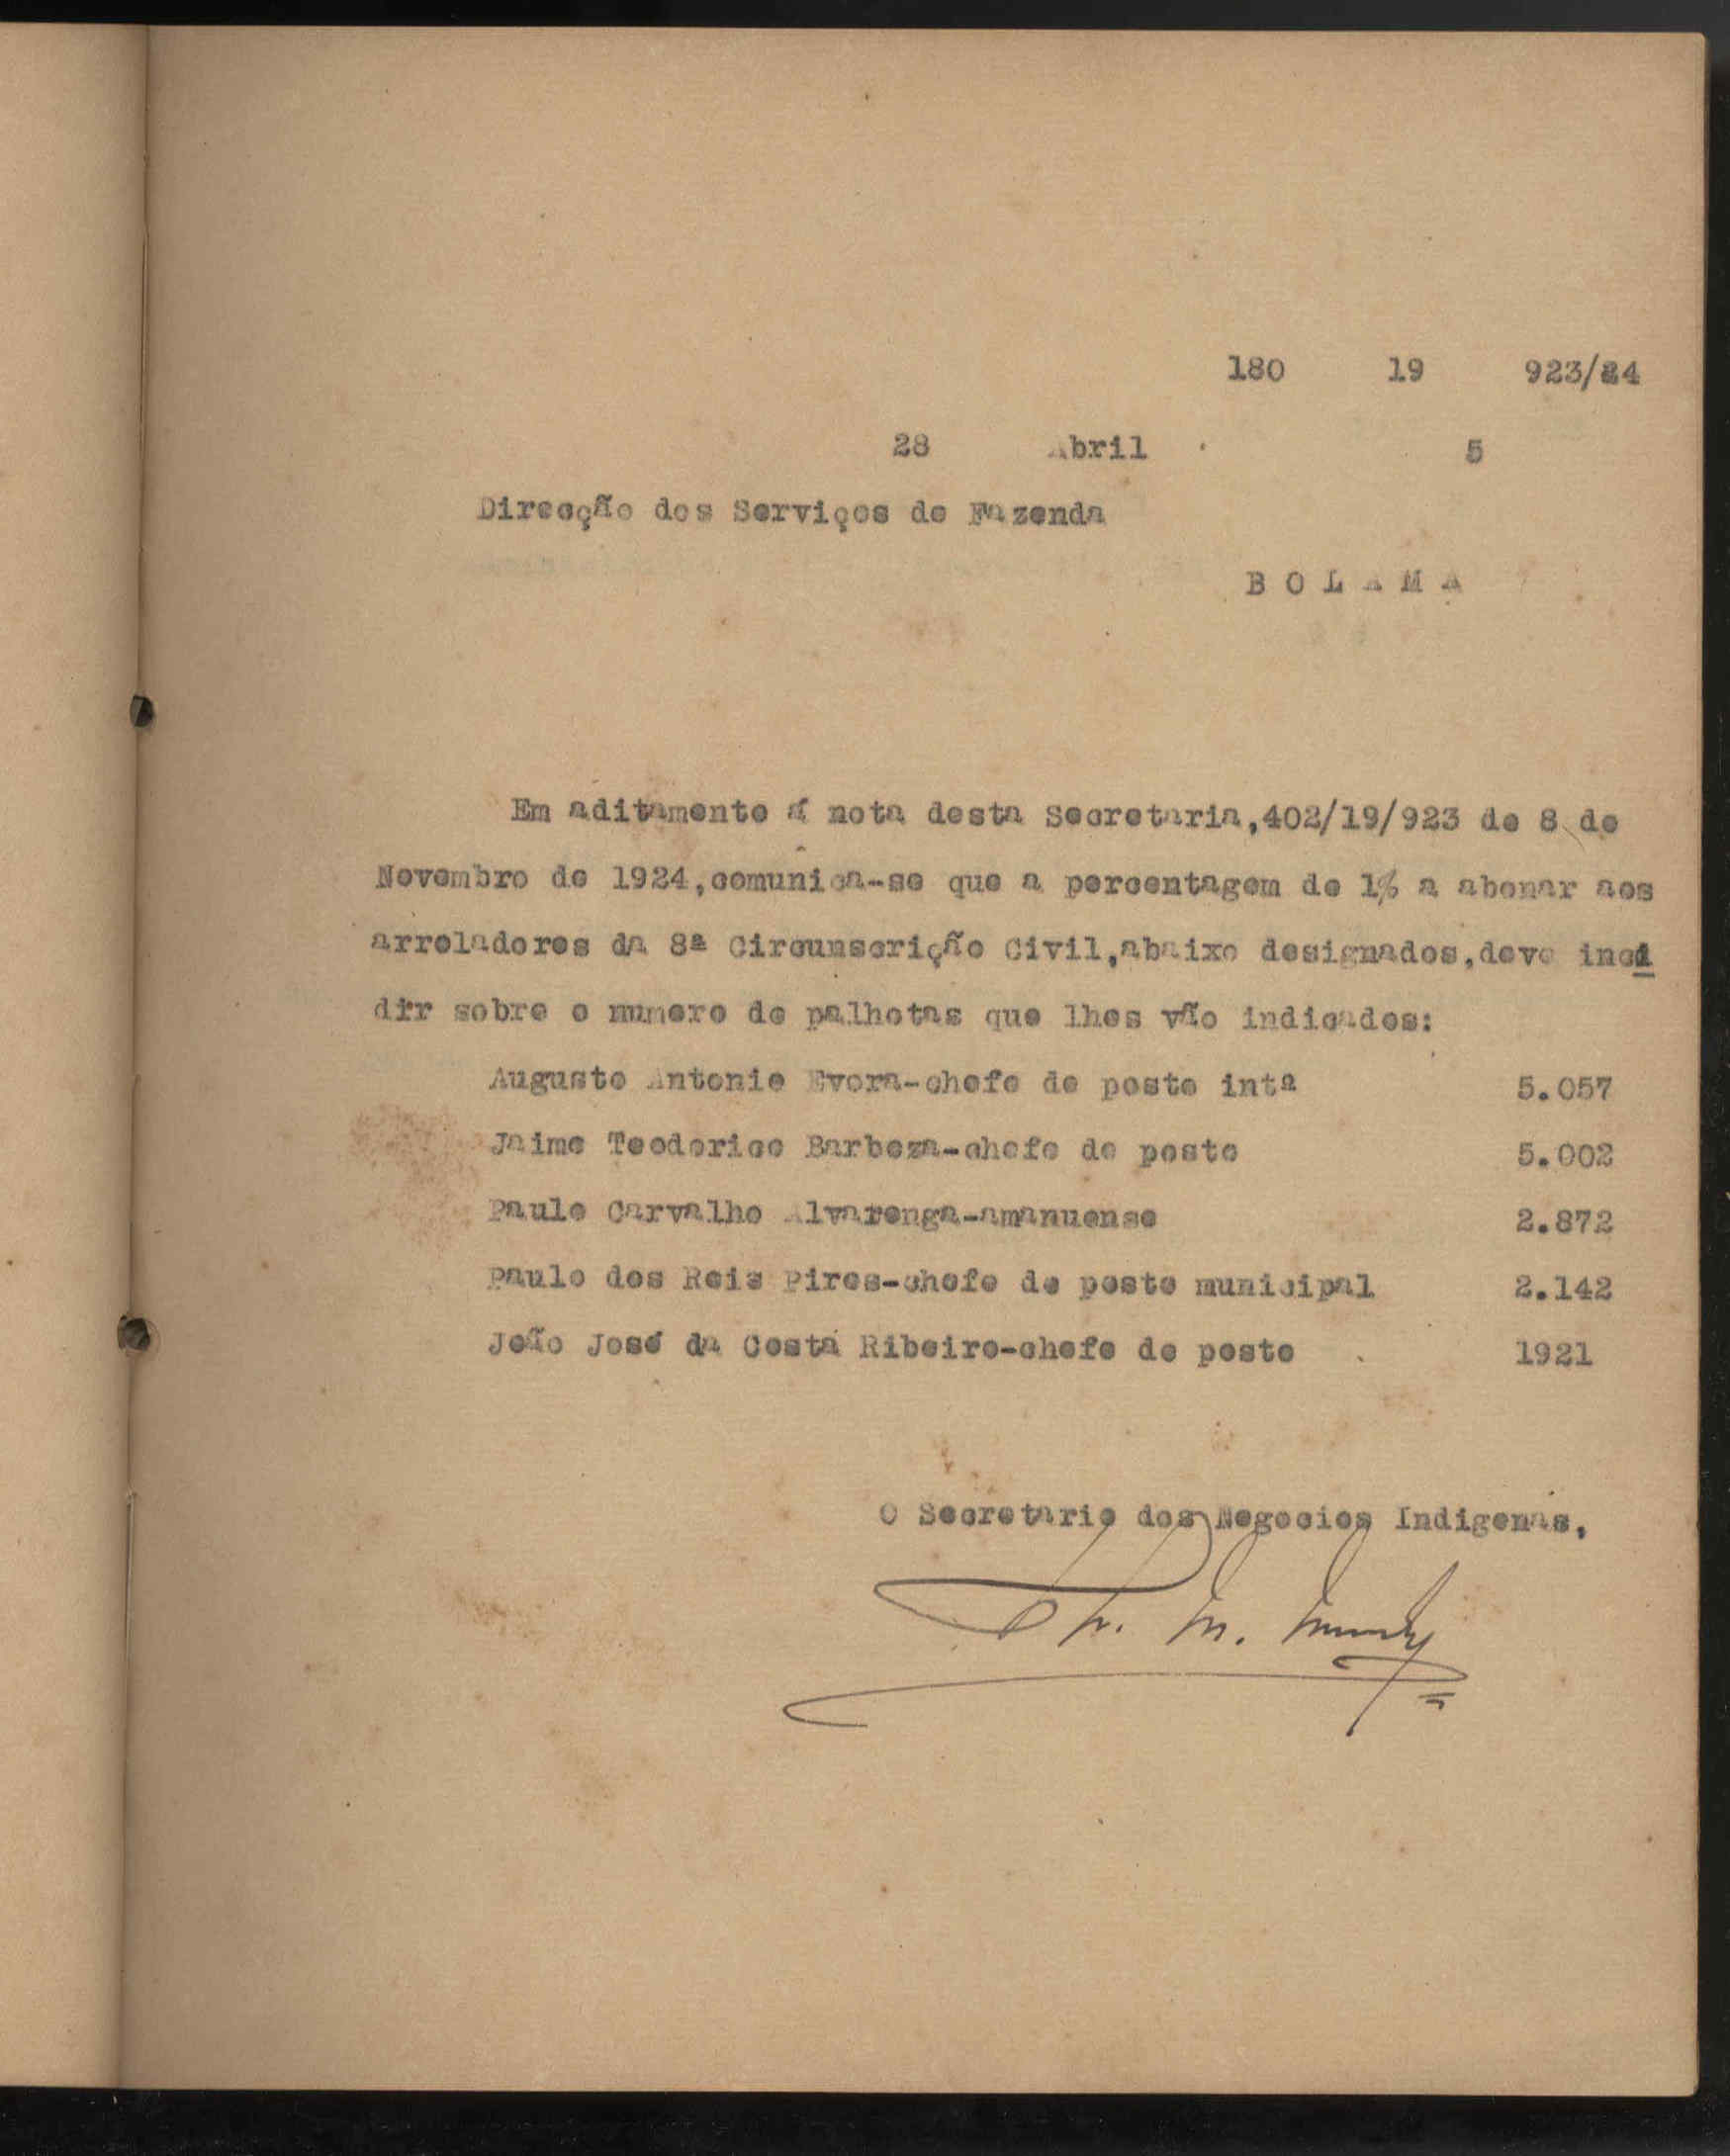 180 19 923/24
28 Abril 5
Direcção dos Serviços de Fazenda
B O L A M A
Em aditamento á nota desta Secretaria,402/19/923 de 8 de
Novembro de 1924,comunica-se que a percentagem de 1% a abonar aos
arroladores da 8ª Circunscrição Civil,abaixo designados,deve inci
dir sobre o numero de palhotas que lhes vão indicados:
Augusto Antonio Evora-chefe de posto intª 5.057
Jaime Teodorico Barboza-chefe de posto 5.002
Paulo Carvalho Alvarenga-amanuense 2.872
Paulo dos Reis Pires-chefe de posto municipal 2.142
João José da Costa Ribeiro-chefe de posto 1921
O Secretario dos Negocios Indigenas,